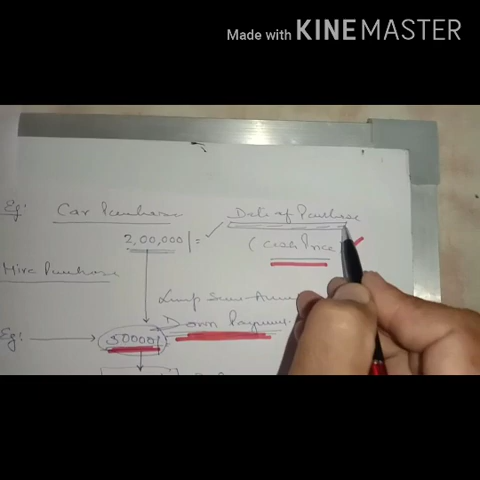 Made with KINEMASTER
Eg: Car Purchase Date of Purchase
2,00,000/= (Cash Price
Hire Purchase
Lump Sum Amou
Down Payment.
Eg: 50000/